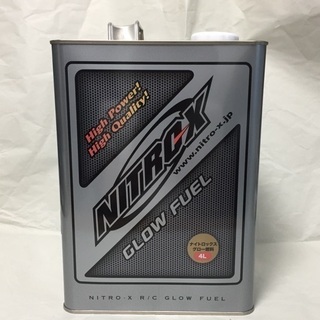 High Power!
High Quality!
NITRO-X
www.nitro-x.jp
GLOW FUEL
ナイトロックス
グロー燃料
4L
NITRO-X R/C GLOW FUEL